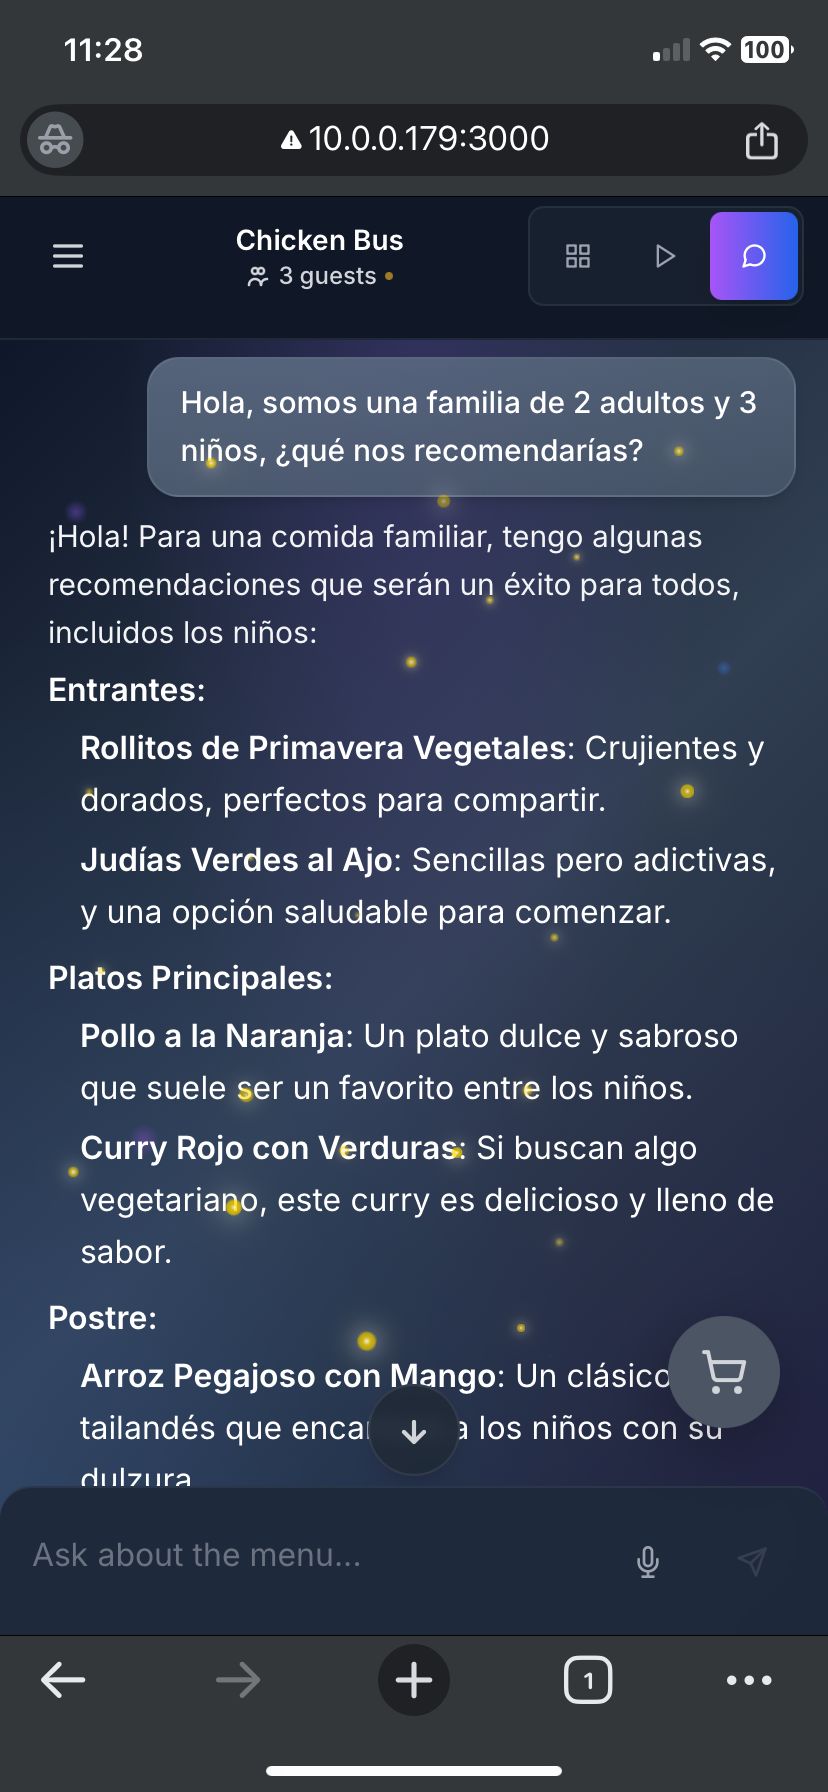 11:28
100
10.0.0.179:3000
Chicken Bus
3 guests
Hola, somos una familia de 2 adultos y 3
niños, ¿qué nos recomendarías?
¡Hola! Para una comida familiar, tengo algunas
recomendaciones que serán un éxito para todos,
incluidos los niños:
Entrantes:
Rollitos de Primavera Vegetales: Crujientes y
dorados, perfectos para compartir.
Judías Verdes al Ajo: Sencillas pero adictivas,
y una opción saludable para comenzar.
Platos Principales:
Pollo a la Naranja: Un plato dulce y sabroso
que suele ser un favorito entre los niños.
Curry Rojo con Verduras: Si buscan algo
vegetariano, este curry es delicioso y lleno de
sabor.
Postre:
Arroz Pegajoso con Mango: Un clásico
tailandés que a los niños con su
dulzura
Ask about the menu...
1